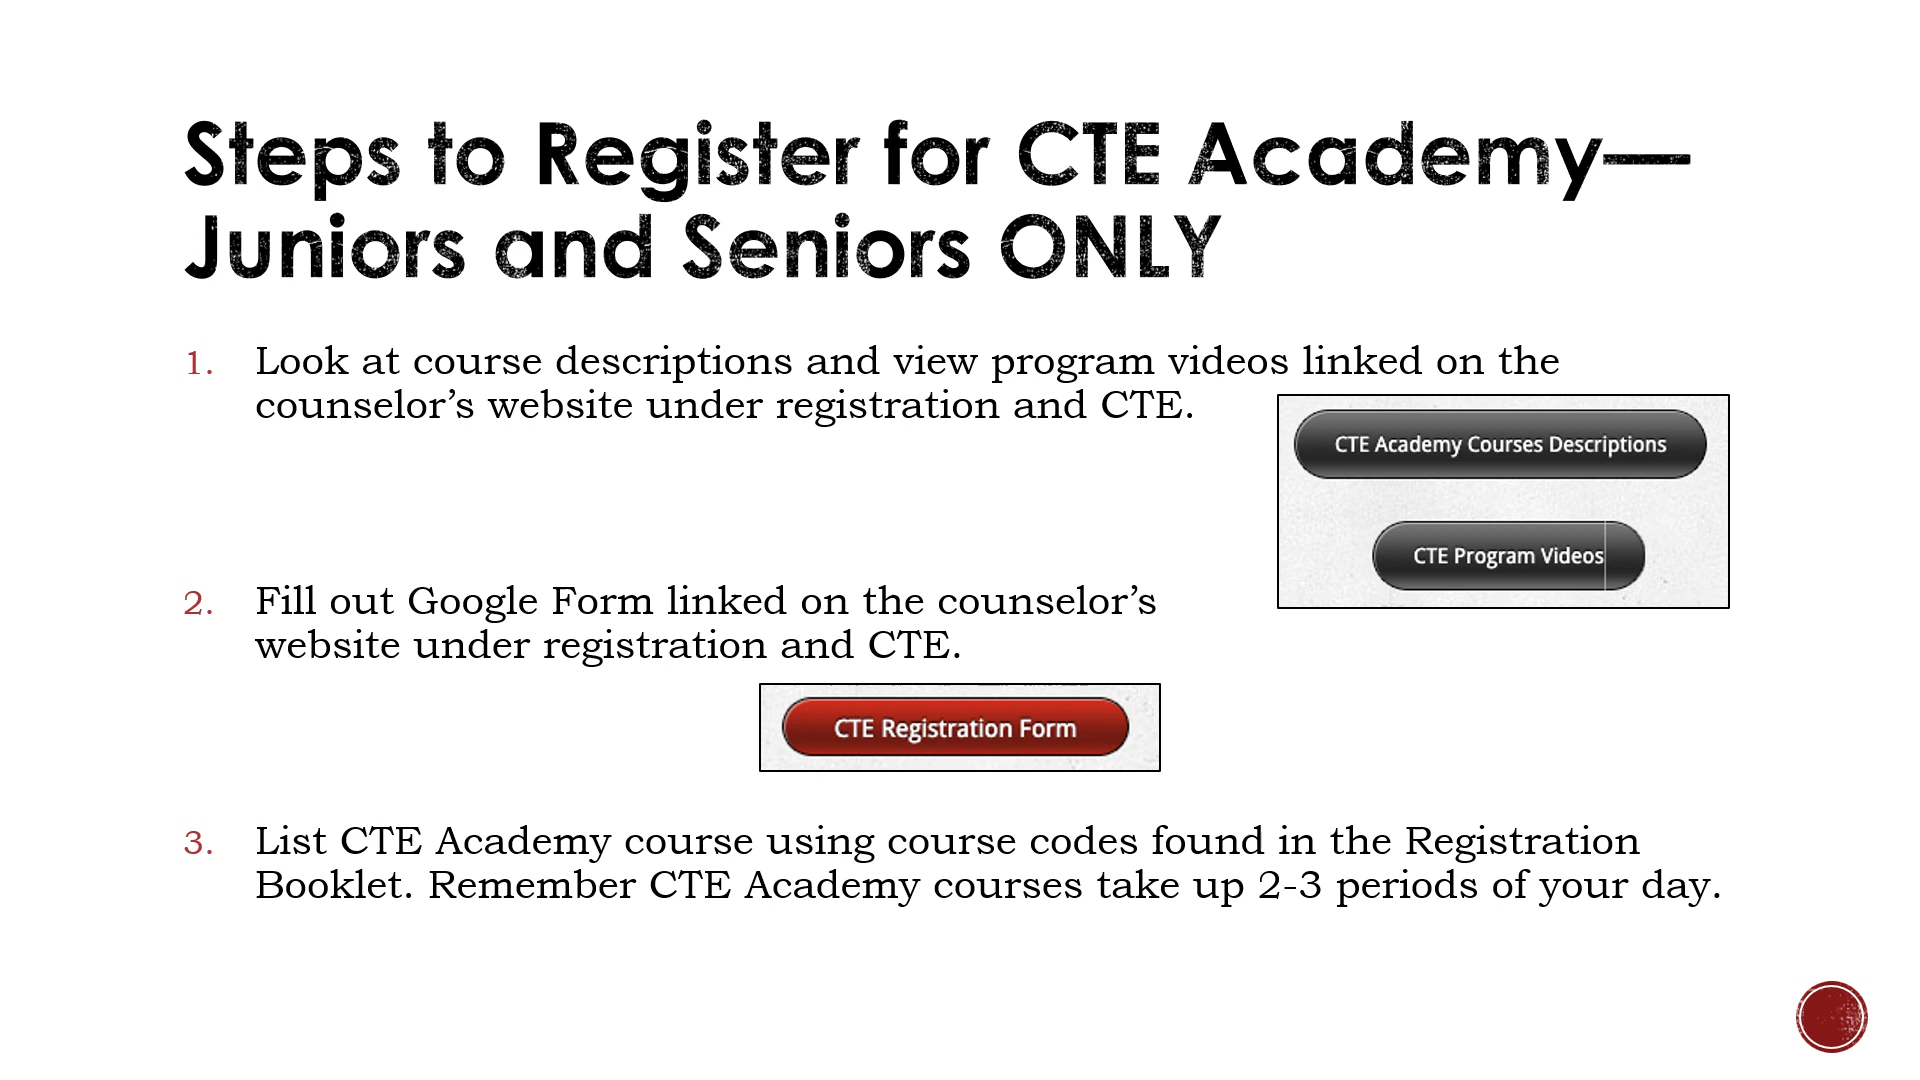 Steps to Register for CTE Academy—
Juniors and Seniors ONLY
1. Look at course descriptions and view program videos linked on the
counselor’s website under registration and CTE.
CTE Academy Courses Descriptions
CTE Program Videos
2. Fill out Google Form linked on the counselor’s
website under registration and CTE.
CTE Registration Form
3. List CTE Academy course using course codes found in the Registration
Booklet. Remember CTE Academy courses take up 2-3 periods of your day.